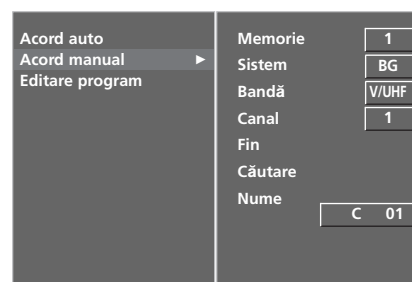 Acord auto
Acord manual ►
Editare program
Memorie 1
Sistem BG
Bandă V/UHF
Canal 1
Fin
Căutare
Nume
C 01